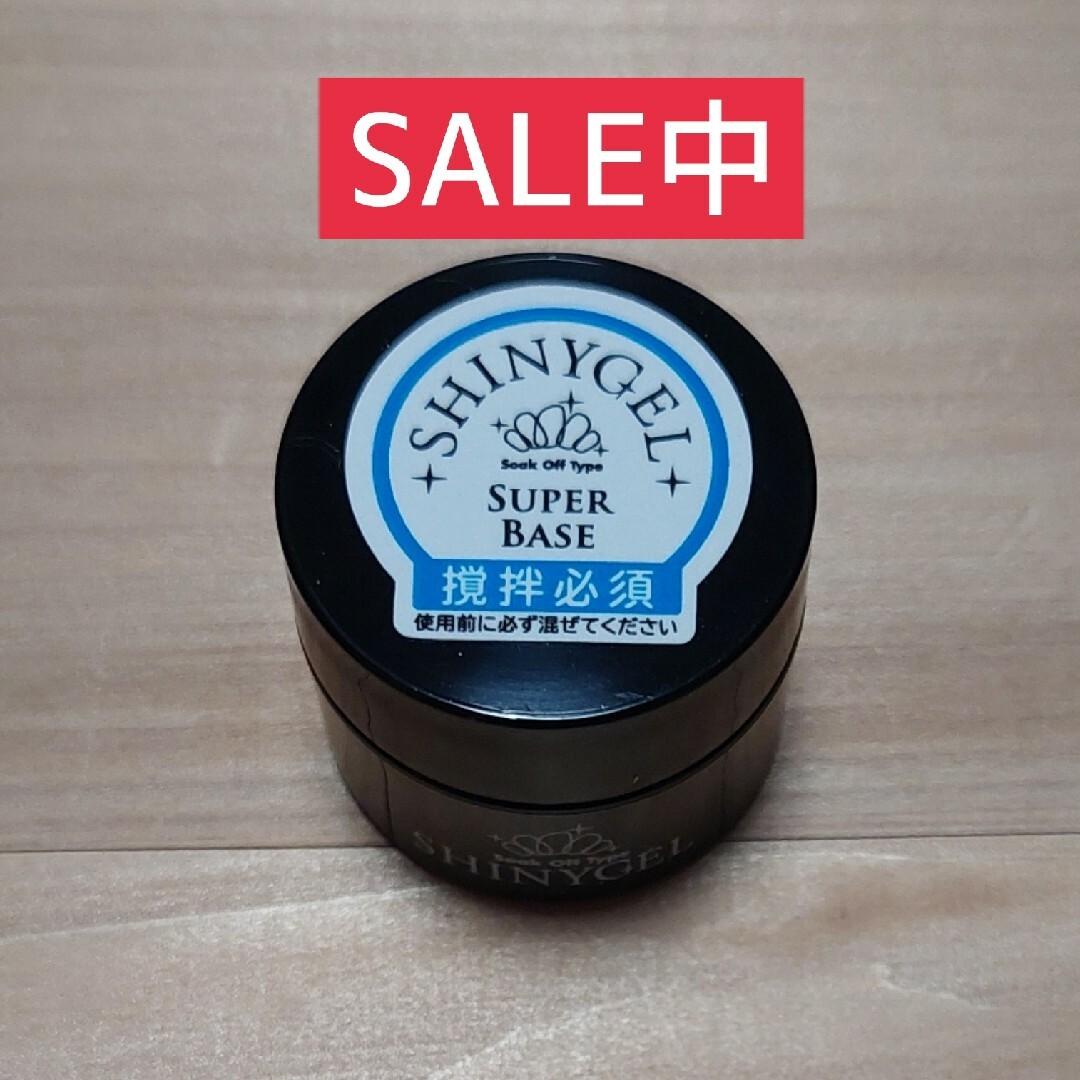 SALE中
SHINYGEL
Soak Off Type
SUPER
BASE
撹拌必須
使用前に必ず混ぜてください
Soak Off Type
SHINYGEL